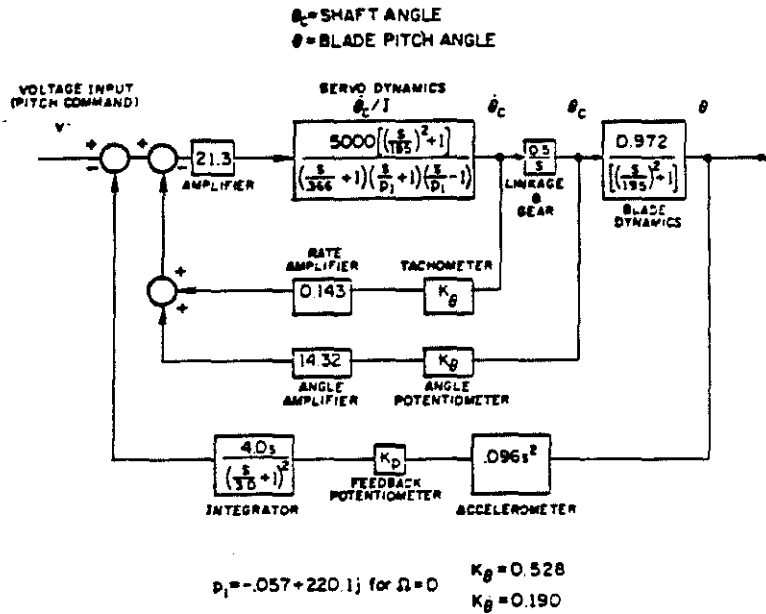 θc = SHAFT ANGLE
θ = BLADE PITCH ANGLE
VOLTAGE INPUT
(PITCH COMMAND)
V
SERVO DYNAMICS
θ̇c/I
θ̇c
θc
θ
+
−
+
−
21.3
AMPLIFIER
5000[(s/195)²+1]
(s/366 +1)(s/p₁ +1)(s/p₁ −1)
0.5/s
LINKAGE
&
GEAR
0.972
[(s/195)²+1]
BLADE
DYNAMICS
RATE
AMPLIFIER
TACHOMETER
+
+
0.143
Kθ
14.32
Kθ
ANGLE
AMPLIFIER
ANGLE
POTENTIOMETER
4.0s
(s/30 +1)²
INTEGRATOR
Kp
FEEDBACK
POTENTIOMETER
.096s²
ACCELEROMETER
p₁=-.057+220.1j for Ω=0
Kθ=0.528
Kθ̇=0.190